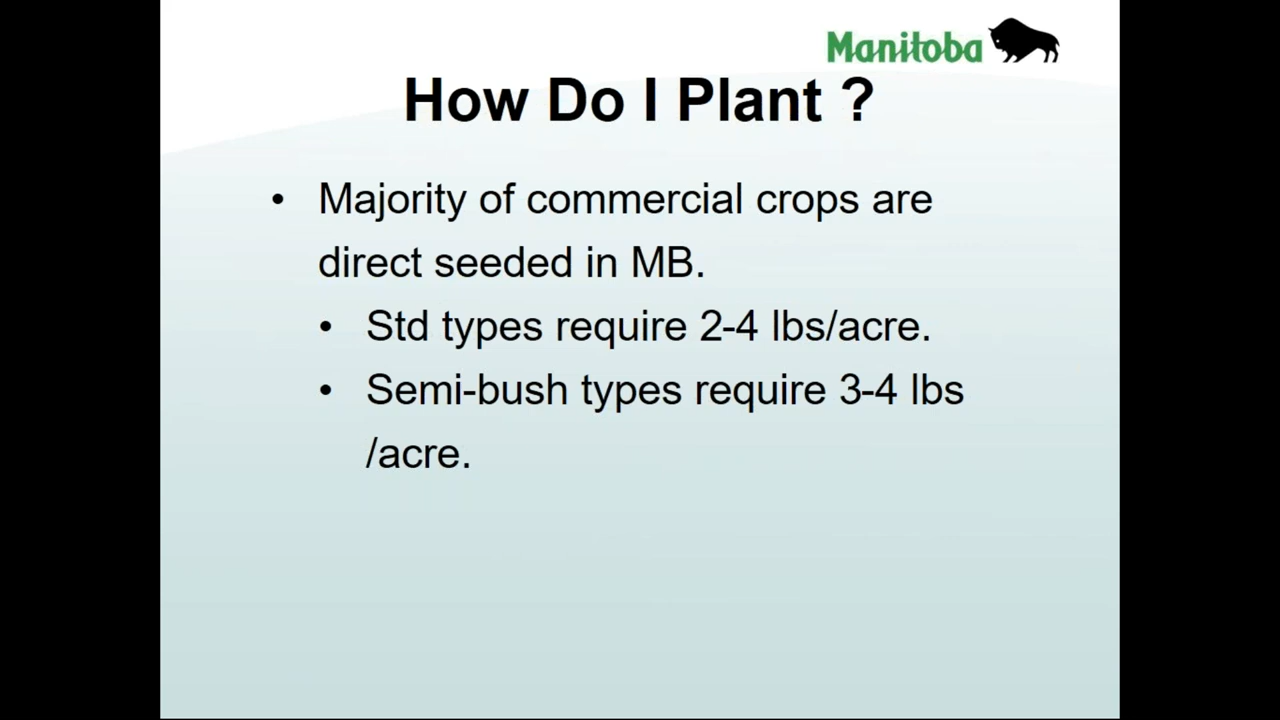 Manitoba
How Do I Plant ?
• Majority of commercial crops are
direct seeded in MB.
• Std types require 2-4 lbs/acre.
• Semi-bush types require 3-4 lbs
/acre.